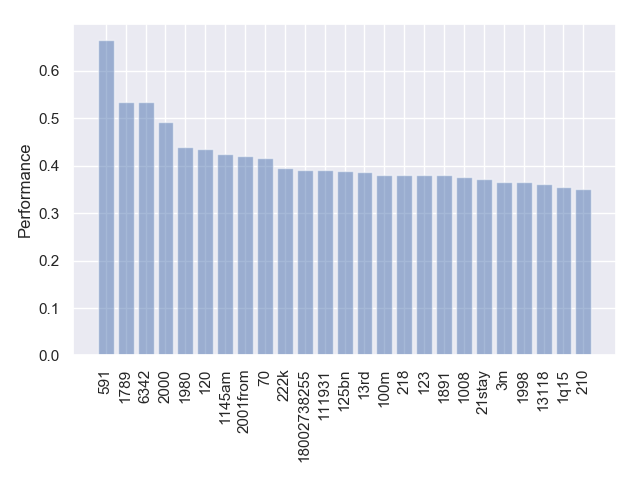 Performance
0.6
0.5
0.4
0.3
0.2
0.1
0.0
591
1789
6342
2000
1980
120
1145am
2001from
70
222k
18002738255
111931
125bn
13rd
100m
218
123
1891
1008
21stay
3m
1998
13118
1q15
210